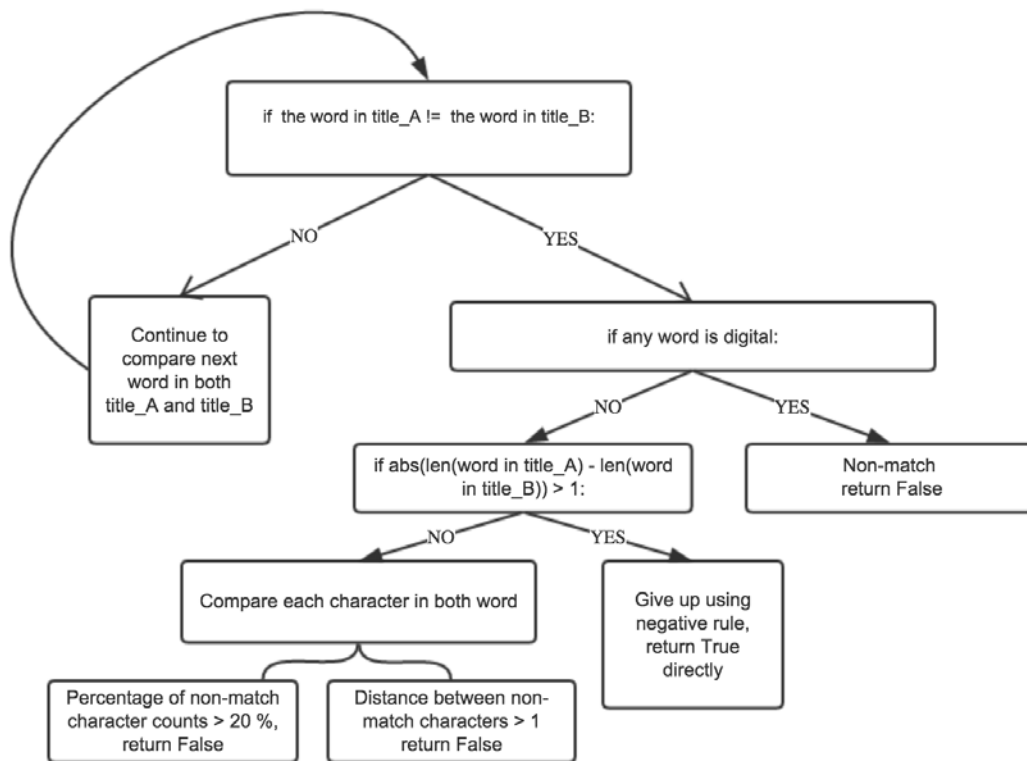 if the word in title_A != the word in title_B:
NO
YES
Continue to
compare next
word in both
title_A and title_B
if any word is digital:
NO
YES
if abs(len(word in title_A) - len(word
in title_B)) > 1:
Non-match
return False
NO
YES
Compare each character in both word
Give up using
negative rule,
return True
directly
Percentage of non-match
character counts > 20 %,
return False
Distance between non-
match characters > 1
return False